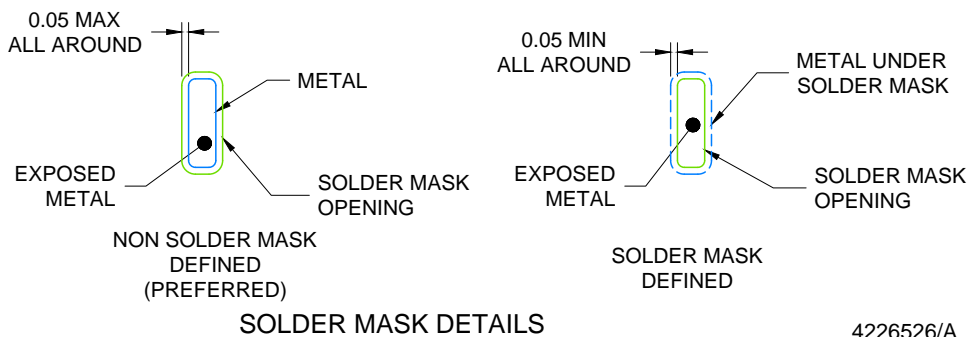 0.05 MAX
ALL AROUND
METAL
EXPOSED
METAL
SOLDER MASK
OPENING
NON SOLDER MASK
DEFINED
(PREFERRED)
0.05 MIN
ALL AROUND
METAL UNDER
SOLDER MASK
EXPOSED
METAL
SOLDER MASK
OPENING
SOLDER MASK
DEFINED
SOLDER MASK DETAILS
4226526/A